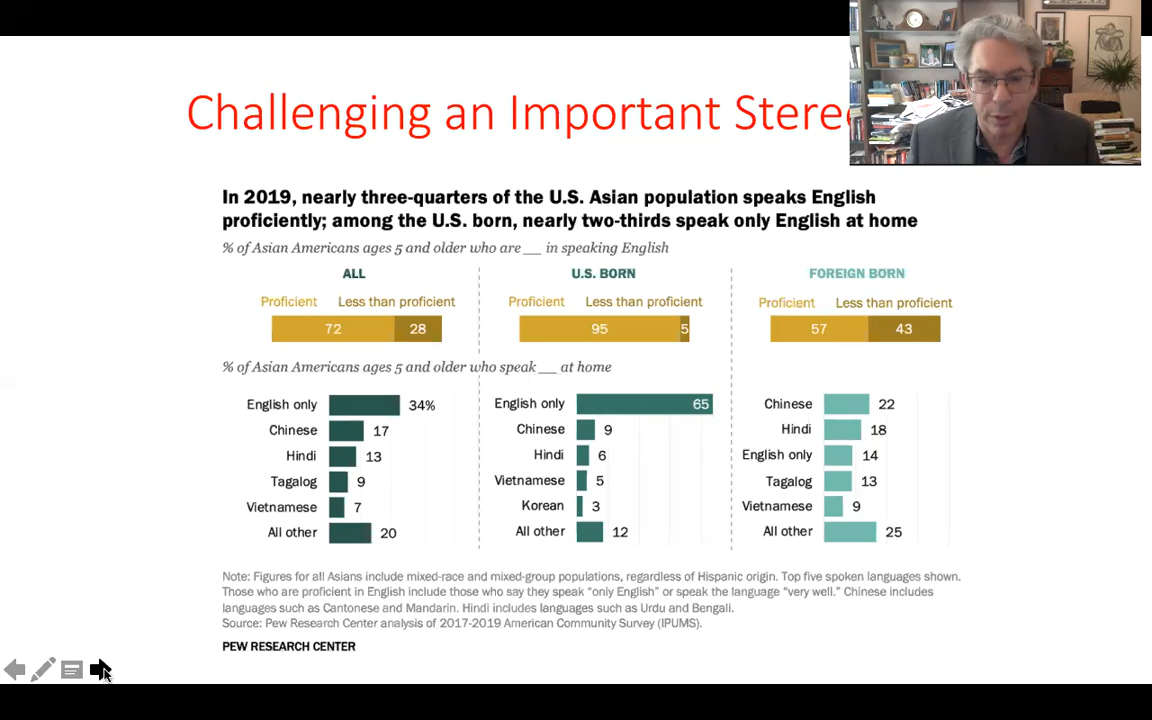 Challenging an Important Stere
In 2019, nearly three-quarters of the U.S. Asian population speaks English
proficiently; among the U.S. born, nearly two-thirds speak only English at home
% of Asian Americans ages 5 and older who are __ in speaking English
ALL
Proficient Less than proficient
72 28
U.S. BORN
Proficient Less than proficient
95 5
FOREIGN BORN
Proficient Less than proficient
57 43
% of Asian Americans ages 5 and older who speak __ at home
English only 34%
Chinese 17
Hindi 13
Tagalog 9
Vietnamese 7
All other 20
English only 65
Chinese 9
Hindi 6
Vietnamese 5
Korean 3
All other 12
Chinese 22
Hindi 18
English only 14
Tagalog 13
Vietnamese 9
All other 25
Note: Figures for all Asians include mixed-race and mixed-group populations, regardless of Hispanic origin. Top five spoken languages shown.
Those who are proficient in English include those who say they speak “only English” or speak the language “very well.” Chinese includes
languages such as Cantonese and Mandarin. Hindi includes languages such as Urdu and Bengali.
Source: Pew Research Center analysis of 2017-2019 American Community Survey (IPUMS).
PEW RESEARCH CENTER